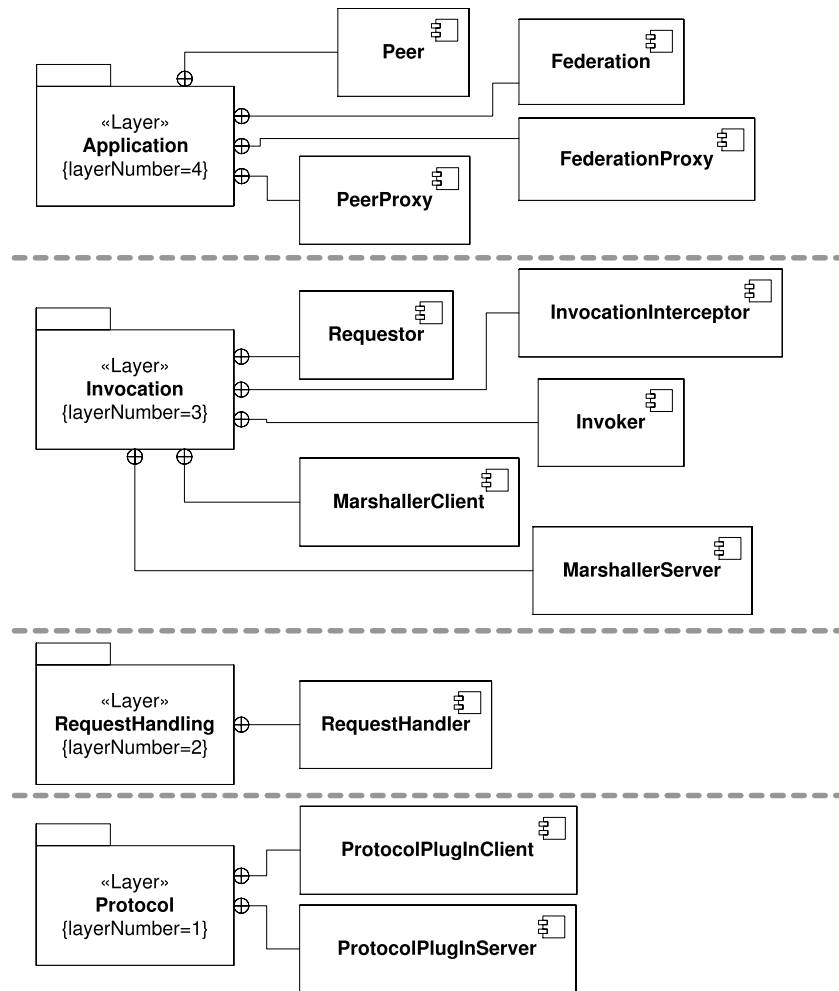 Peer
Federation
«Layer»
Application
{layerNumber=4}
FederationProxy
PeerProxy
InvocationInterceptor
Requestor
«Layer»
Invocation
{layerNumber=3}
Invoker
MarshallerClient
MarshallerServer
«Layer»
RequestHandling
{layerNumber=2}
RequestHandler
ProtocolPlugInClient
«Layer»
Protocol
{layerNumber=1}
ProtocolPlugInServer